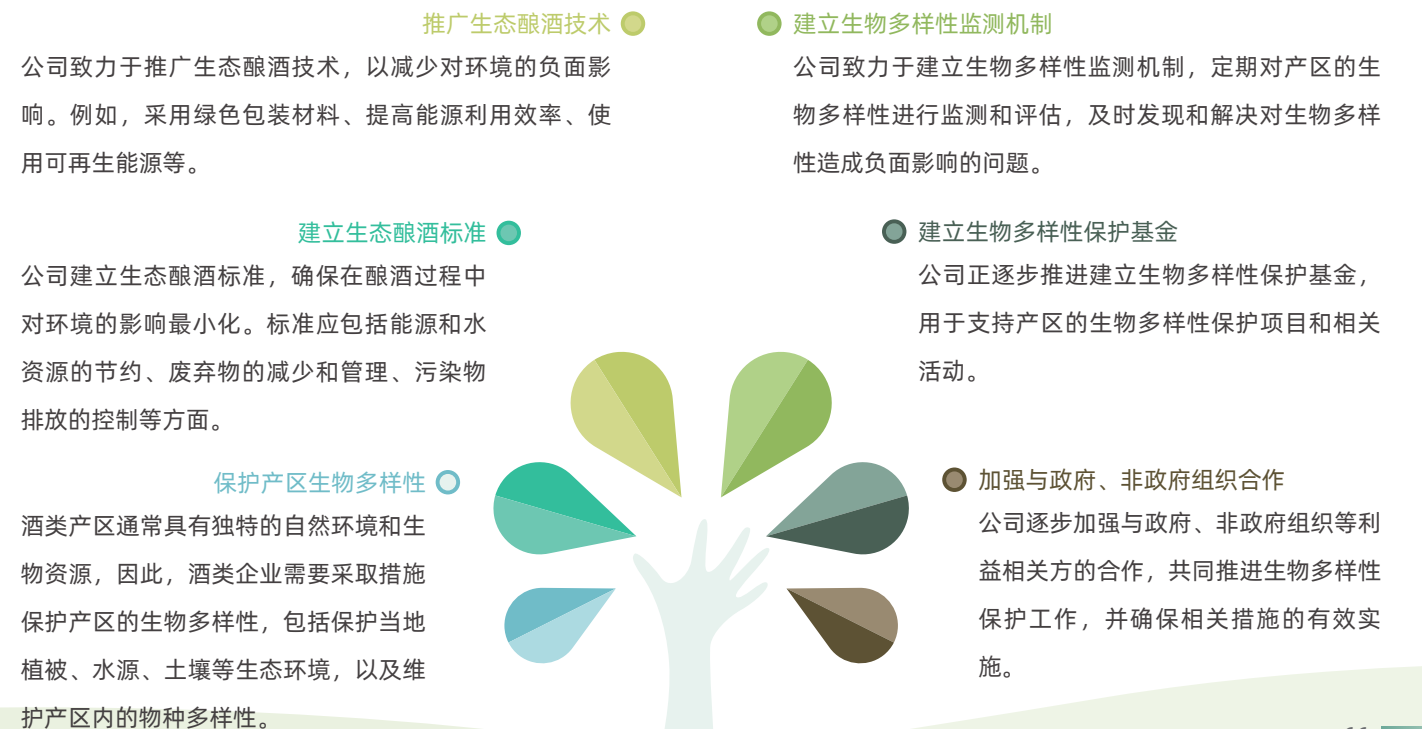 推广生态酿酒技术
公司致力于推广生态酿酒技术，以减少对环境的负面影
响。例如，采用绿色包装材料、提高能源利用效率、使
用可再生能源等。
建立生态酿酒标准
公司建立生态酿酒标准，确保在酿酒过程中
对环境的影响最小化。标准应包括能源和水
资源的节约、废弃物的减少和管理、污染物
排放的控制等方面。
保护产区生物多样性
酒类产区通常具有独特的自然环境和生
物资源，因此，酒类企业需要采取措施
保护产区的生物多样性，包括保护当地
植被、水源、土壤等生态环境，以及维
护产区内的物种多样性。
建立生物多样性监测机制
公司致力于建立生物多样性监测机制，定期对产区的生
物多样性进行监测和评估，及时发现和解决对生物多样
性造成负面影响的问题。
建立生物多样性保护基金
公司正逐步推进建立生物多样性保护基金，
用于支持产区的生物多样性保护项目和相关
活动。
加强与政府、非政府组织合作
公司逐步加强与政府、非政府组织等利
益相关方的合作，共同推进生物多样性
保护工作，并确保相关措施的有效实
施。